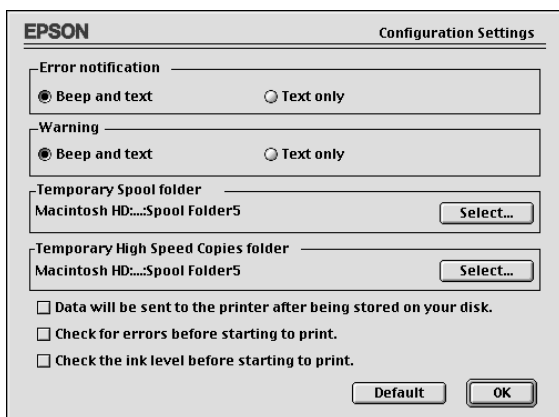 EPSON
Configuration Settings
Error notification
Beep and text
Text only
Warning
Beep and text
Text only
Temporary Spool folder
Macintosh HD:...:Spool Folder5
Select...
Temporary High Speed Copies folder
Macintosh HD:...:Spool Folder5
Select...
Data will be sent to the printer after being stored on your disk.
Check for errors before starting to print.
Check the ink level before starting to print.
Default
OK